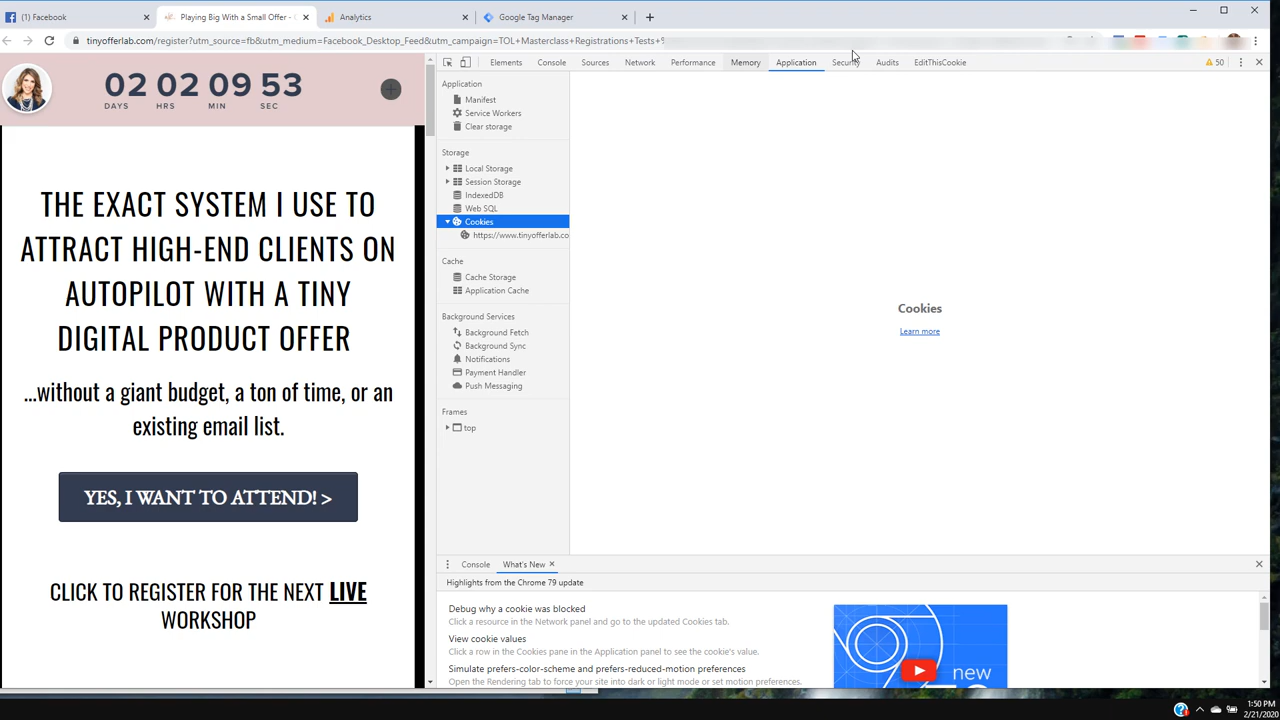 (1) Facebook
Playing Big With a Small Offer -
Analytics
Google Tag Manager
tinyofferlab.com/register?utm_source=fb&utm_medium=Facebook_Desktop_Feed&utm_campaign=TOL+Masterclass+Registrations+Tests+%
Elements
Console
Sources
Network
Performance
Memory
Application
Security
Audits
EditThisCookie
50
02 02 09 53
DAYS HRS MIN SEC
THE EXACT SYSTEM I USE TO
ATTRACT HIGH-END CLIENTS ON
AUTOPILOT WITH A TINY
DIGITAL PRODUCT OFFER
...without a giant budget, a ton of time, or an
existing email list.
YES, I WANT TO ATTEND! >
CLICK TO REGISTER FOR THE NEXT LIVE
WORKSHOP
Application
Manifest
Service Workers
Clear storage
Storage
Local Storage
Session Storage
IndexedDB
Web SQL
Cookies
https://www.tinyofferlab.co
Cache
Cache Storage
Application Cache
Background Services
Background Fetch
Background Sync
Notifications
Payment Handler
Push Messaging
Frames
top
Cookies
Learn more
Console
What's New
Highlights from the Chrome 79 update
Debug why a cookie was blocked
Click a resource in the Network panel and go to the updated Cookies tab.
View cookie values
Click a row in the Cookies pane in the Application panel to see the cookie's value.
Simulate prefers-color-scheme and prefers-reduced-motion preferences
Open the Rendering tab to force your site into dark or light mode or set motion preferences.
new
1:50 PM
2/21/2020